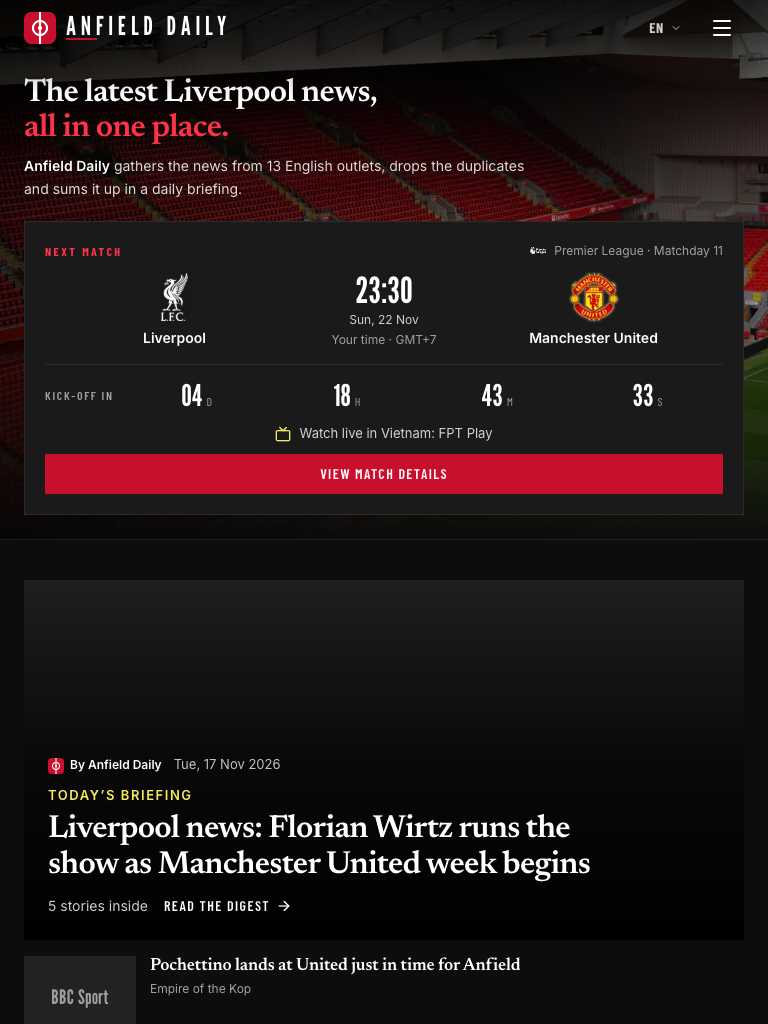 ANFIELD DAILY
EN
The latest Liverpool news,
all in one place.
Anfield Daily gathers the news from 13 English outlets, drops the duplicates
and sums it up in a daily briefing.
NEXT MATCH
Premier League · Matchday 11
L.F.C.
Liverpool
23:30
Sun, 22 Nov
Your time · GMT+7
MANCHESTER
UNITED
Manchester United
KICK-OFF IN
04 D
18 H
43 M
33 S
Watch live in Vietnam: FPT Play
VIEW MATCH DETAILS
By Anfield Daily
Tue, 17 Nov 2026
TODAY’S BRIEFING
Liverpool news: Florian Wirtz runs the
show as Manchester United week begins
5 stories inside
READ THE DIGEST →
BBC Sport
Pochettino lands at United just in time for Anfield
Empire of the Kop